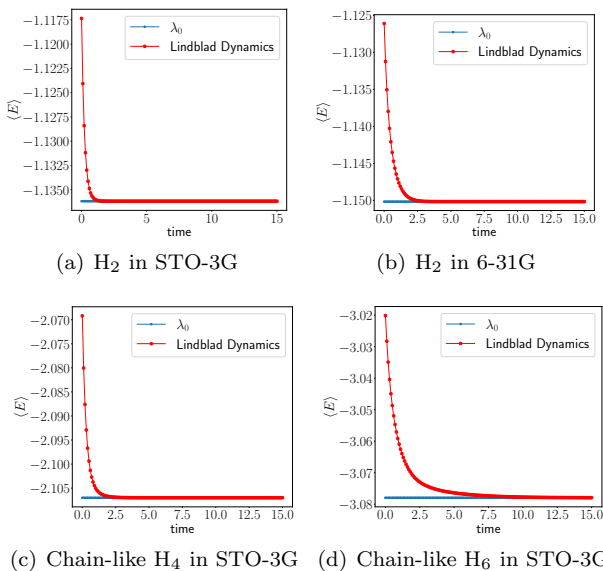 −1.1175
−1.1200
−1.1225
−1.1250
−1.1275
−1.1300
−1.1325
−1.1350
⟨E⟩
0
5
10
15
time
λ₀
Lindblad Dynamics
(a) H₂ in STO-3G
−1.125
−1.130
−1.135
−1.140
−1.145
−1.150
⟨E⟩
0.0
2.5
5.0
7.5
10.0
12.5
15.0
time
λ₀
Lindblad Dynamics
(b) H₂ in 6-31G
−2.070
−2.075
−2.080
−2.085
−2.090
−2.095
−2.100
−2.105
⟨E⟩
0.0
2.5
5.0
7.5
10.0
12.5
15.0
time
λ₀
Lindblad Dynamics
(c) Chain-like H₄ in STO-3G
−3.02
−3.03
−3.04
−3.05
−3.06
−3.07
−3.08
⟨E⟩
0.0
2.5
5.0
7.5
10.0
12.5
15.0
time
λ₀
Lindblad Dynamics
(d) Chain-like H₆ in STO-3G